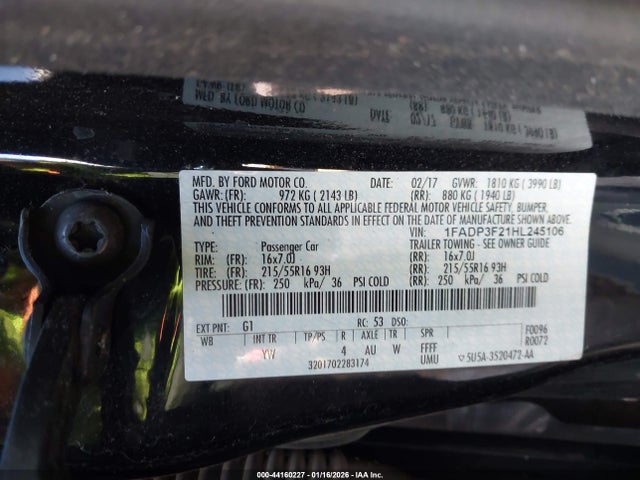 MFD. BY FORD MOTOR CO. DATE: 02/17 GVWR: 1810 KG ( 3990 LB)
GAWR: (FR): 972 KG ( 2143 LB) (RR): 880 KG ( 1940 LB)
THIS VEHICLE CONFORMS TO ALL APPLICABLE FEDERAL MOTOR VEHICLE SAFETY, BUMPER,
AND THEFT PREVENTION STANDARDS IN EFFECT ON THE DATE OF MANUFACTURE SHOWN ABOVE.
VIN: 1FADP3F21HL245106
TYPE: Passenger Car TRAILER TOWING - SEE OWNER GUIDE
RIM: (FR) 16x7.0J (RR): 16x7.0J
TIRE: (FR) 215/55R16 93H (RR): 215/55R16 93H
PRESSURE: (FR) 250 kPa/ 36 PSI COLD (RR) 250 kPa/ 36 PSI COLD
EXT PNT: G1 RC: 53 DSO: F0096
WB INT TR TP/PS R AXLE TR SPR R0072
YW 4 AU W FFFF
3201702283174 UMU 5U5A-3520472-AA
000-44160227 - 01/16/2026 - IAA Inc.